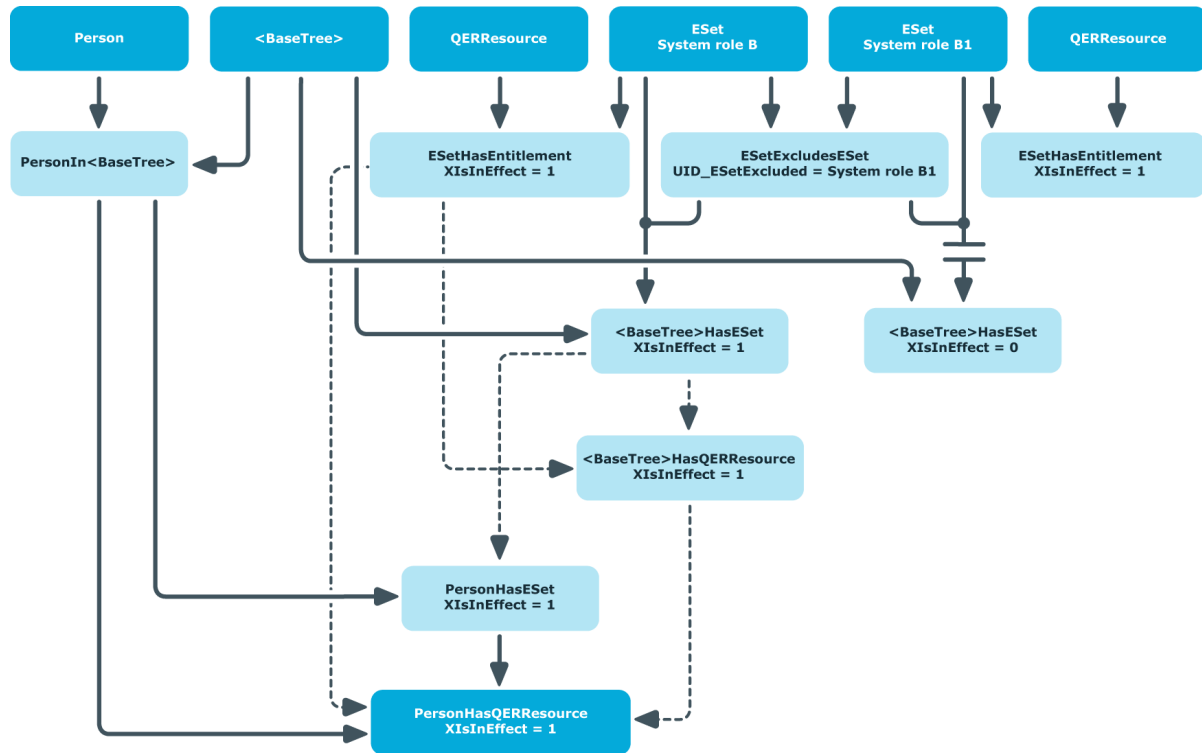 Person
<BaseTree>
QERResource
ESet
System role B
ESet
System role B1
QERResource
PersonIn<BaseTree>
ESetHasEntitlement
XIsInEffect = 1
ESetExcludesESet
UID_ESetExcluded = System role B1
ESetHasEntitlement
XIsInEffect = 1
<BaseTree>HasESet
XIsInEffect = 1
<BaseTree>HasESet
XIsInEffect = 0
<BaseTree>HasQERResource
XIsInEffect = 1
PersonHasESet
XIsInEffect = 1
PersonHasQERResource
XIsInEffect = 1